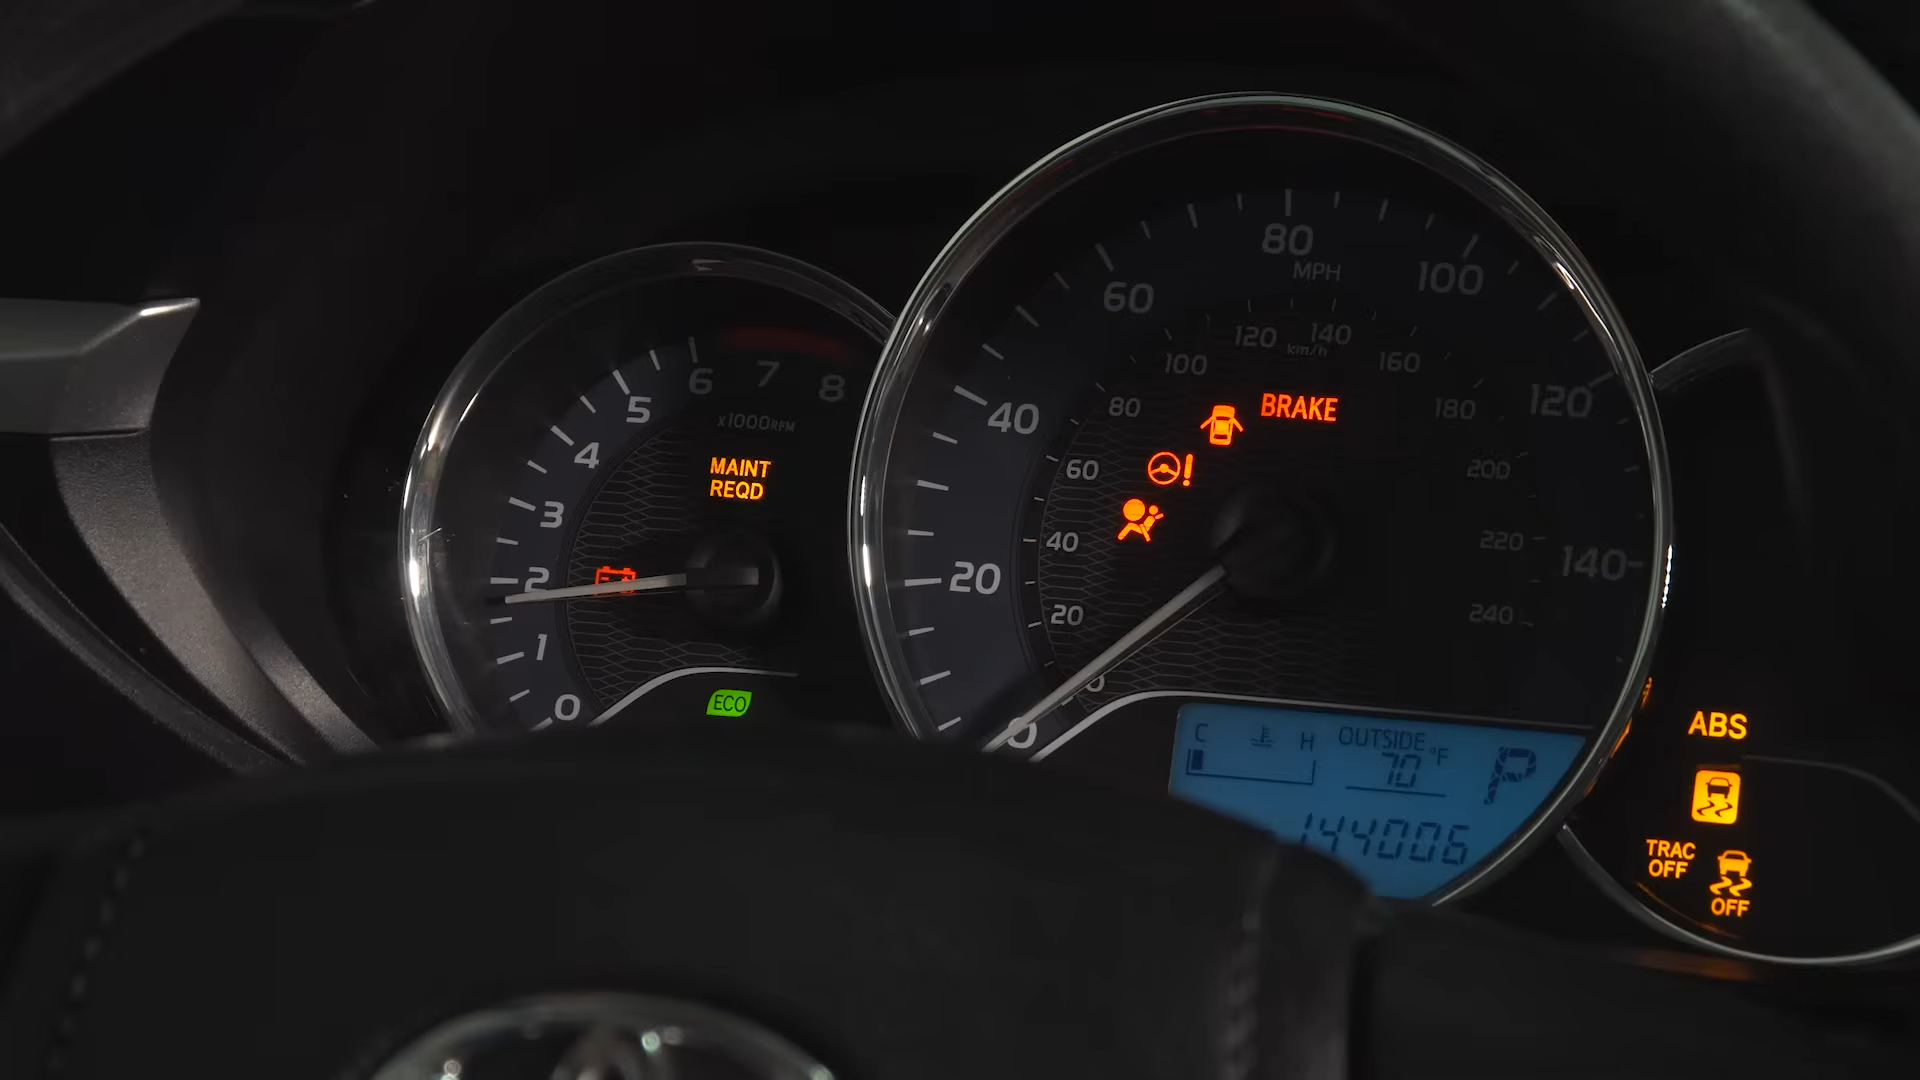 8
7
6
5
4
3
2
1
0
x1000RPM
MAINT
REQD
ECO
0
20
40
60
80
100
120
140
MPH
20
40
60
80
100
120
140
160
180
200
220
240
km/h
BRAKE
!
C
H
OUTSIDE
70 °F
P
144006
ABS
TRAC
OFF
OFF